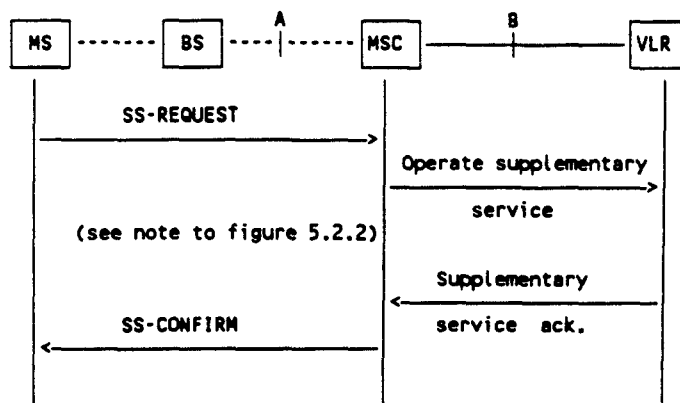 A B
MS BS MSC VLR
SS-REQUEST
Operate supplementary
service
(see note to figure 5.2.2)
Supplementary
SS-CONFIRM service ack.